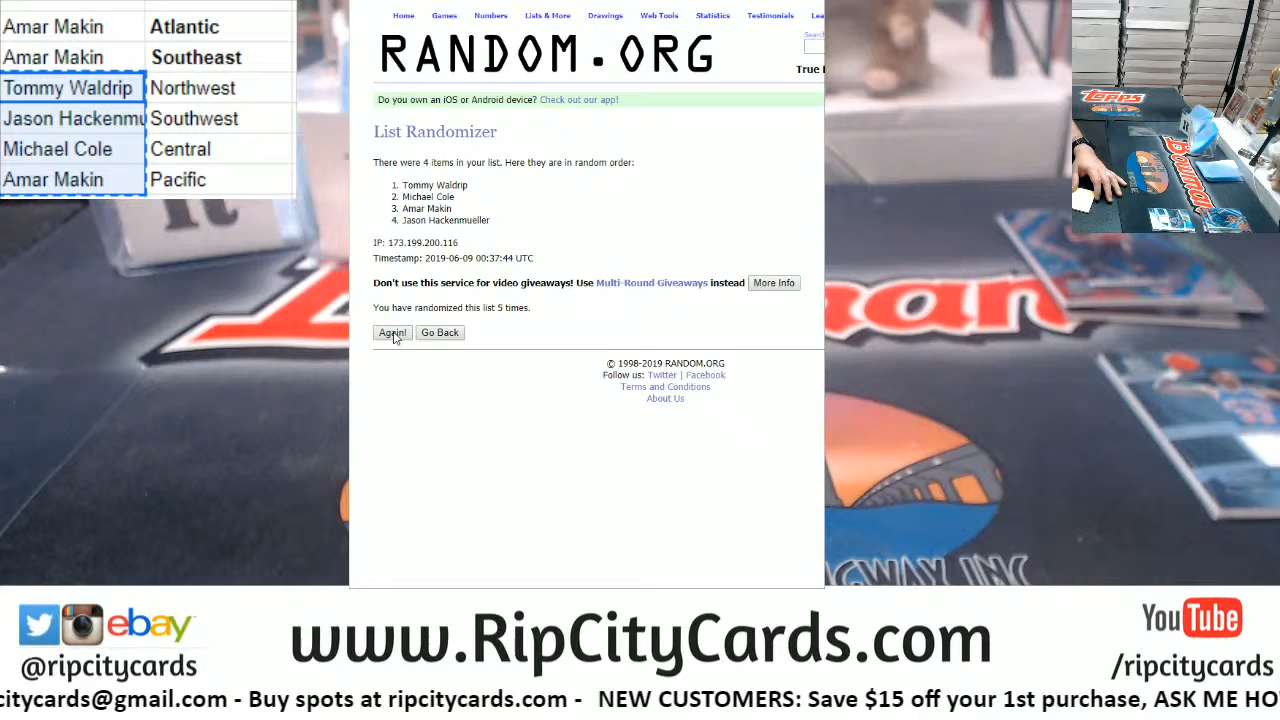 Amar Makin Atlantic
Amar Makin Southeast
Tommy Waldrip Northwest
Jason Hackenmu Southwest
Michael Cole Central
Amar Makin Pacific
Home Games Numbers Lists & More Drawings Web Tools Statistics Testimonials Lea
RANDOM.ORG
Search
True
Do you own an iOS or Android device? Check out our app!
List Randomizer
There were 4 items in your list. Here they are in random order:
1. Tommy Waldrip
2. Michael Cole
3. Amar Makin
4. Jason Hackenmueller
IP: 173.199.200.116
Timestamp: 2019-06-09 00:37:44 UTC
Don't use this service for video giveaways! Use Multi-Round Giveaways instead More Info
You have randomized this list 5 times.
Again! Go Back
© 1998-2019 RANDOM.ORG
Follow us: Twitter | Facebook
Terms and Conditions
About Us
Topps
Bowman
it
man
NGWAX INC
ebay
@ripcitycards
www.RipCityCards.com
YouTube
/ripcitycards
citycards@gmail.com - Buy spots at ripcitycards.com - NEW CUSTOMERS: Save $15 off your 1st purchase, ASK ME HO